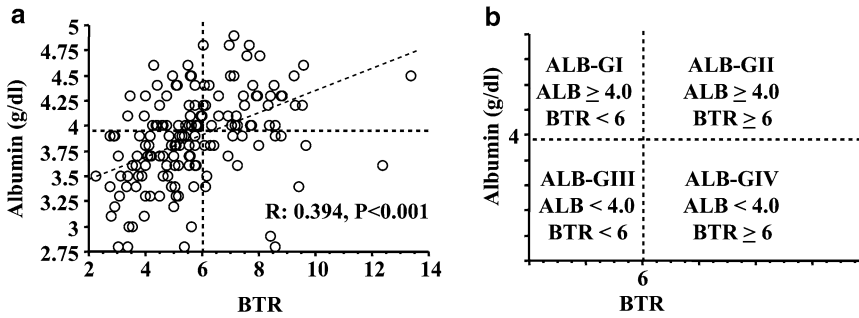 a
Albumin (g/dl)
5
4.75
4.5
4.25
4
3.75
3.5
3.25
3
2.75
R: 0.394, P<0.001
2 4 6 8 10 12 14
BTR
b
Albumin (g/dl)
4
ALB-GI
ALB ≥ 4.0
BTR < 6
ALB-GII
ALB ≥ 4.0
BTR ≥ 6
ALB-GIII
ALB < 4.0
BTR < 6
ALB-GIV
ALB < 4.0
BTR ≥ 6
6
BTR